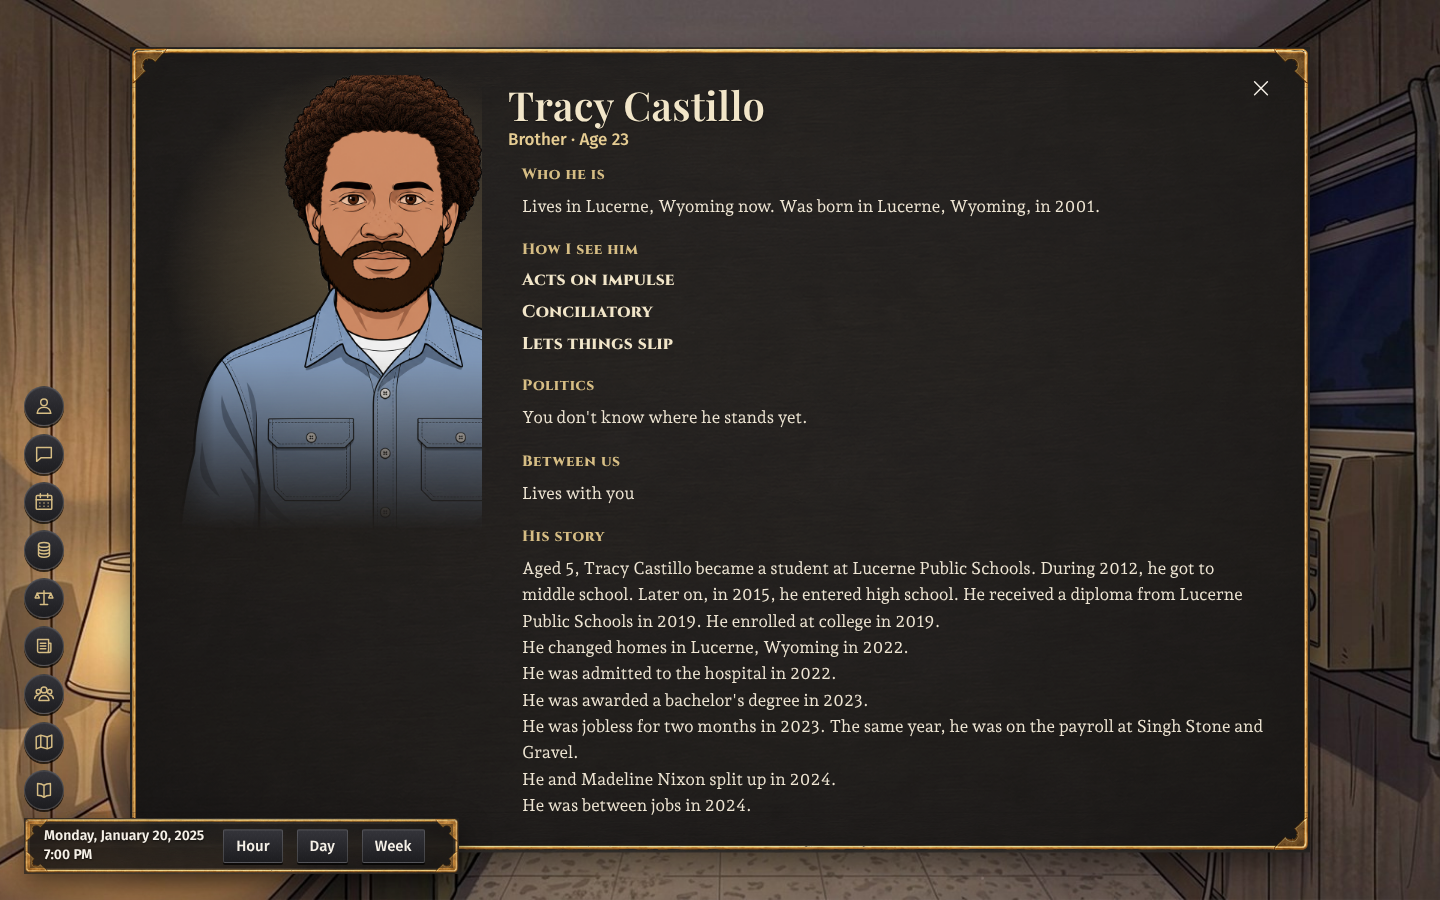 Tracy Castillo
Brother · Age 23
Who he is
Lives in Lucerne, Wyoming now. Was born in Lucerne, Wyoming, in 2001.
How I see him
Acts on impulse
Conciliatory
Lets things slip
Politics
You don't know where he stands yet.
Between us
Lives with you
His story
Aged 5, Tracy Castillo became a student at Lucerne Public Schools. During 2012, he got to
middle school. Later on, in 2015, he entered high school. He received a diploma from Lucerne
Public Schools in 2019. He enrolled at college in 2019.
He changed homes in Lucerne, Wyoming in 2022.
He was admitted to the hospital in 2022.
He was awarded a bachelor's degree in 2023.
He was jobless for two months in 2023. The same year, he was on the payroll at Singh Stone and
Gravel.
He and Madeline Nixon split up in 2024.
He was between jobs in 2024.
Monday, January 20, 2025
7:00 PM
Hour
Day
Week